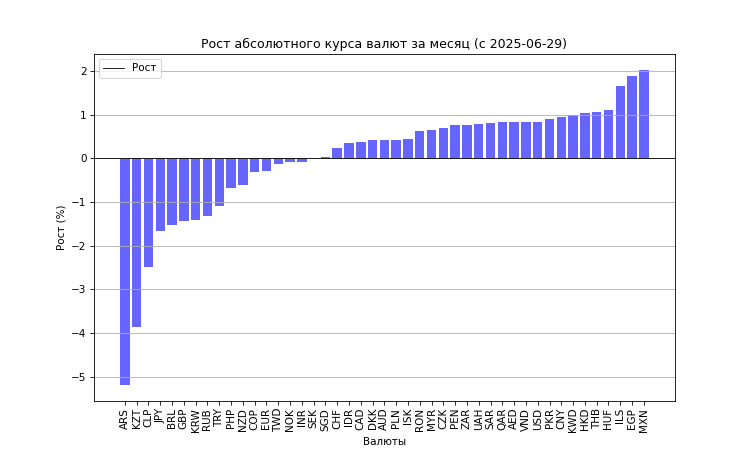 Рост абсолютного курса валют за месяц (с 2025-06-29)
Рост
2
1
0
−1
−2
−3
−4
−5
Рост (%)
ARS KZT CLP JPY BRL GBP KRW RUB TRY PHP NZD COP EUR TWD NOK INR SEK SGD CHF IDR CAD DKK AUD PLN ISK RON MYR CZK PEN ZAR UAH SAR QAR AED VND USD PKR CNY KWD HKD THB HUF ILS EGP MXN
Валюты